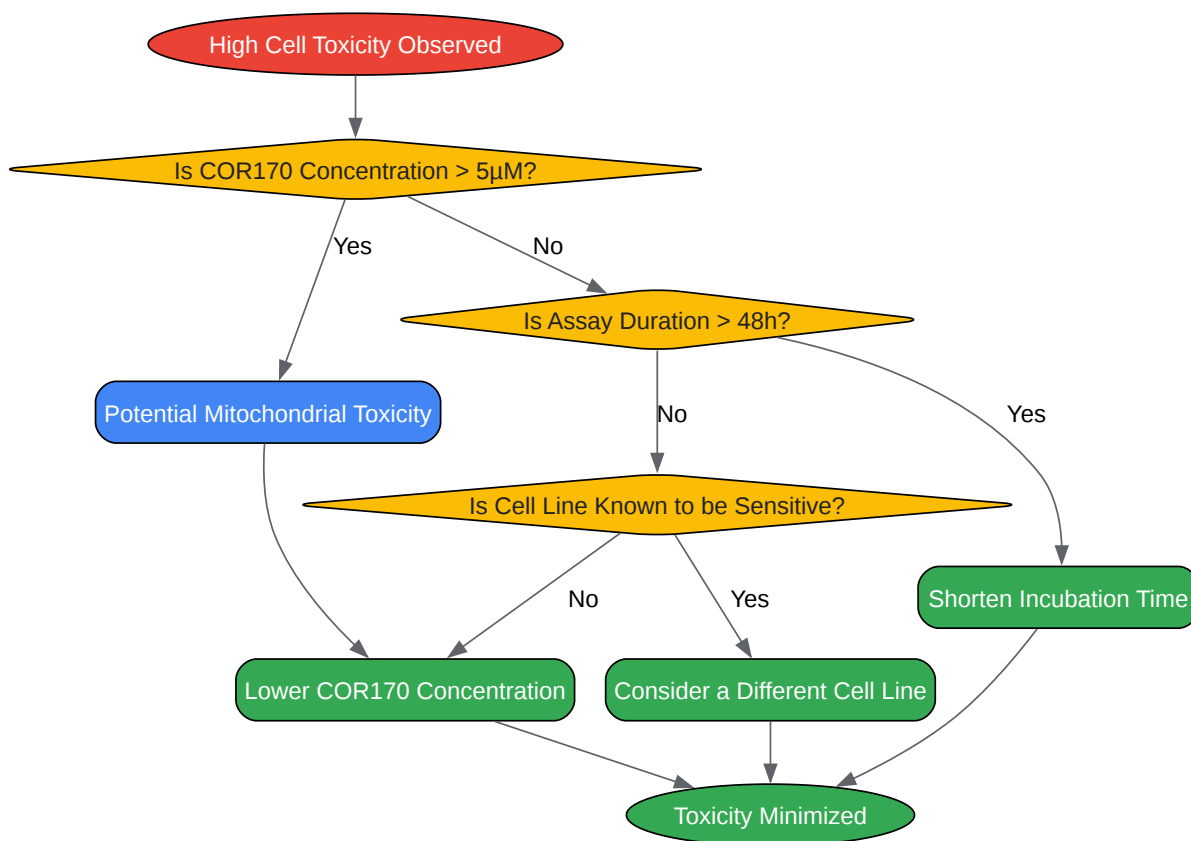 High Cell Toxicity Observed
Is COR170 Concentration > 5µM?
Yes
No
Is Assay Duration > 48h?
Potential Mitochondrial Toxicity
No
Yes
Is Cell Line Known to be Sensitive?
No
Yes
Shorten Incubation Time
Lower COR170 Concentration
Consider a Different Cell Line
Toxicity Minimized